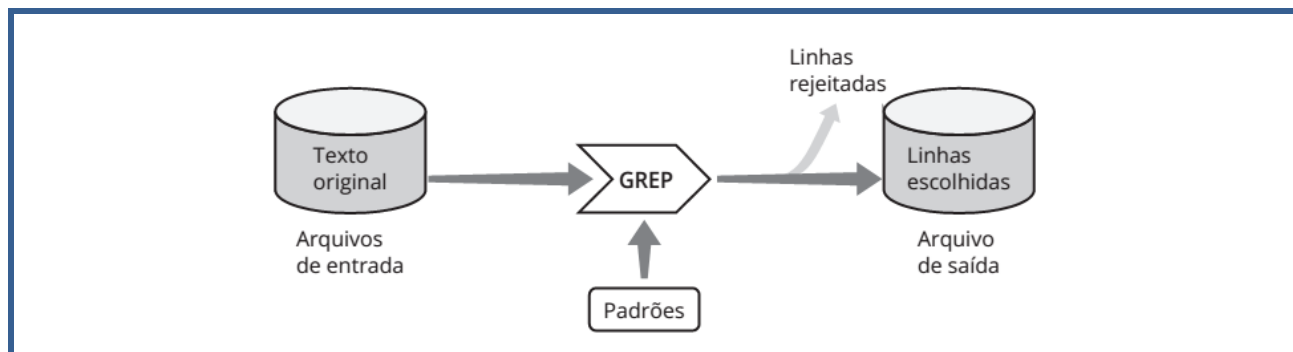 Linhas
rejeitadas
Texto
original
GREP
Linhas
escolhidas
Arquivos
de entrada
Arquivo
de saída
Padrões